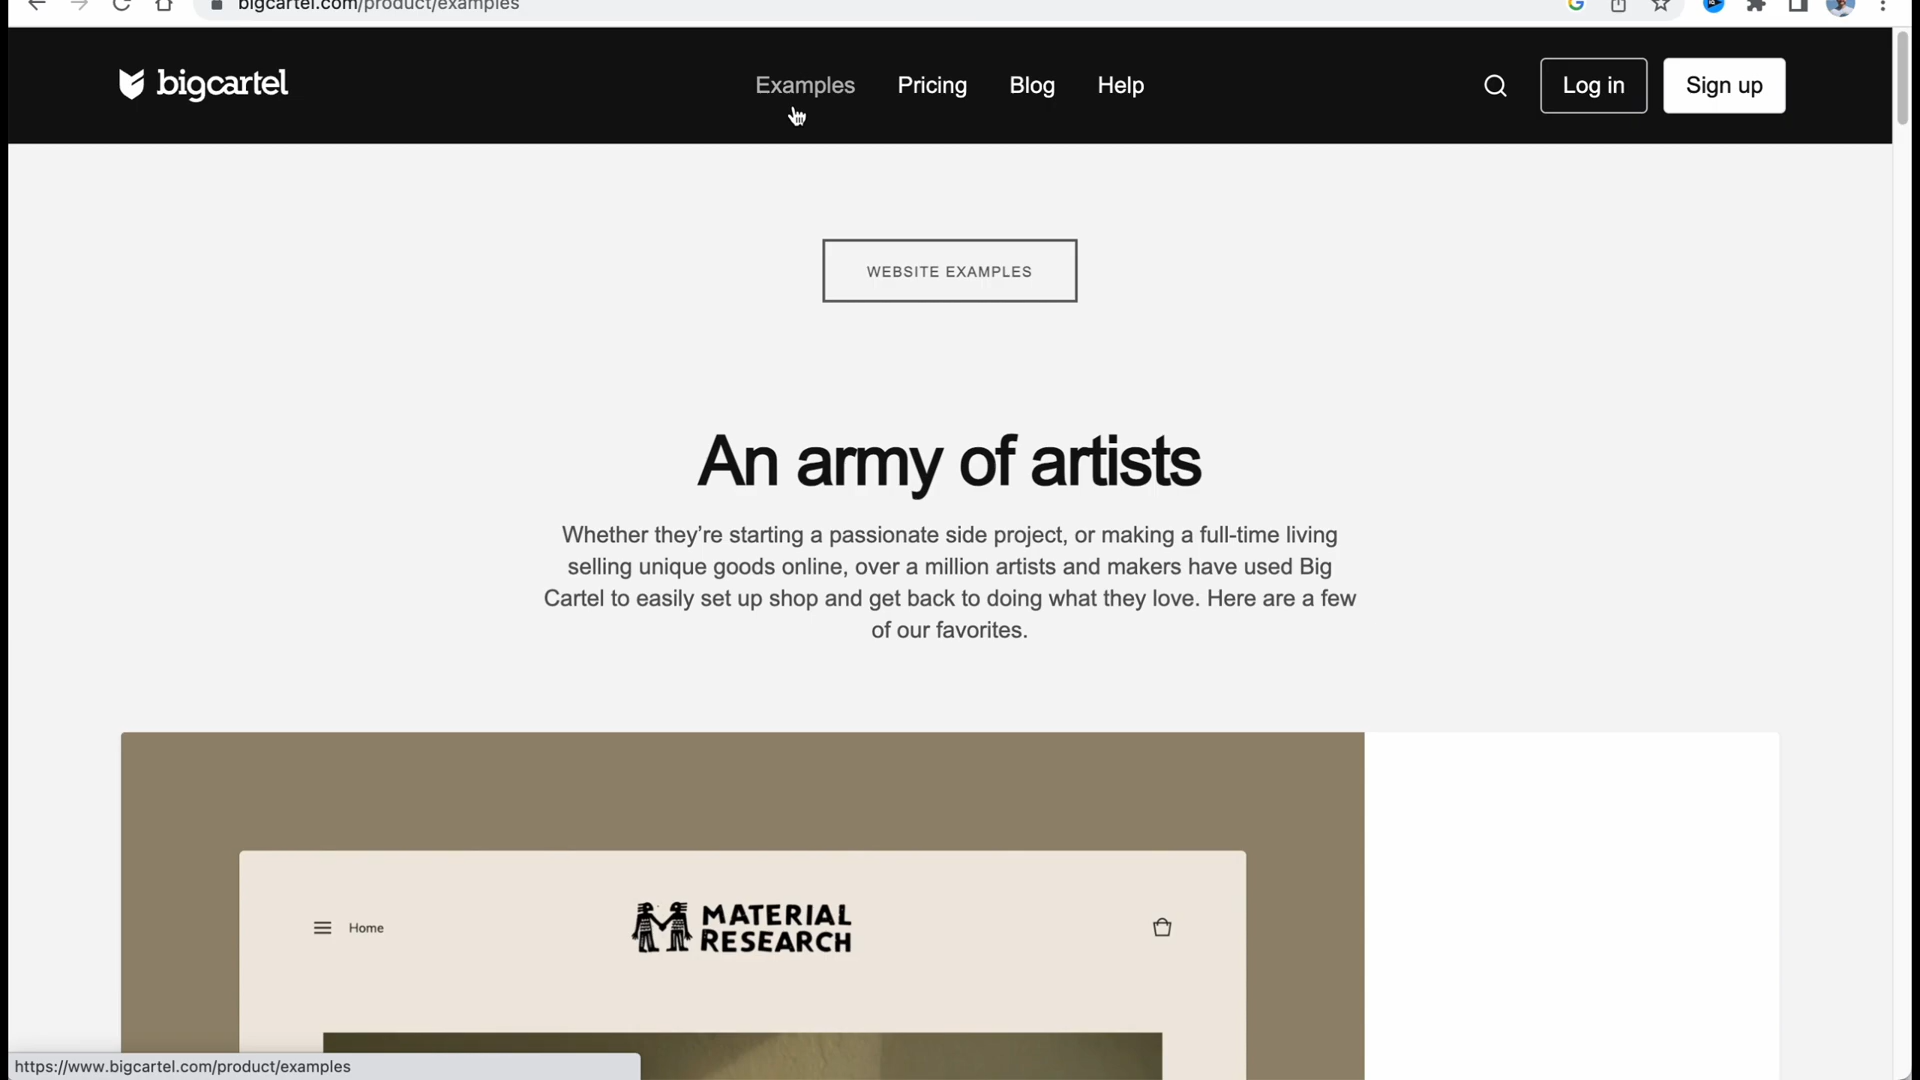 bigcartel.com/product/examples
bigcartel
Examples
Pricing
Blog
Help
Log in
Sign up
WEBSITE EXAMPLES
An army of artists
Whether they’re starting a passionate side project, or making a full-time living
selling unique goods online, over a million artists and makers have used Big
Cartel to easily set up shop and get back to doing what they love. Here are a few
of our favorites.
Home
MATERIAL
RESEARCH
https://www.bigcartel.com/product/examples